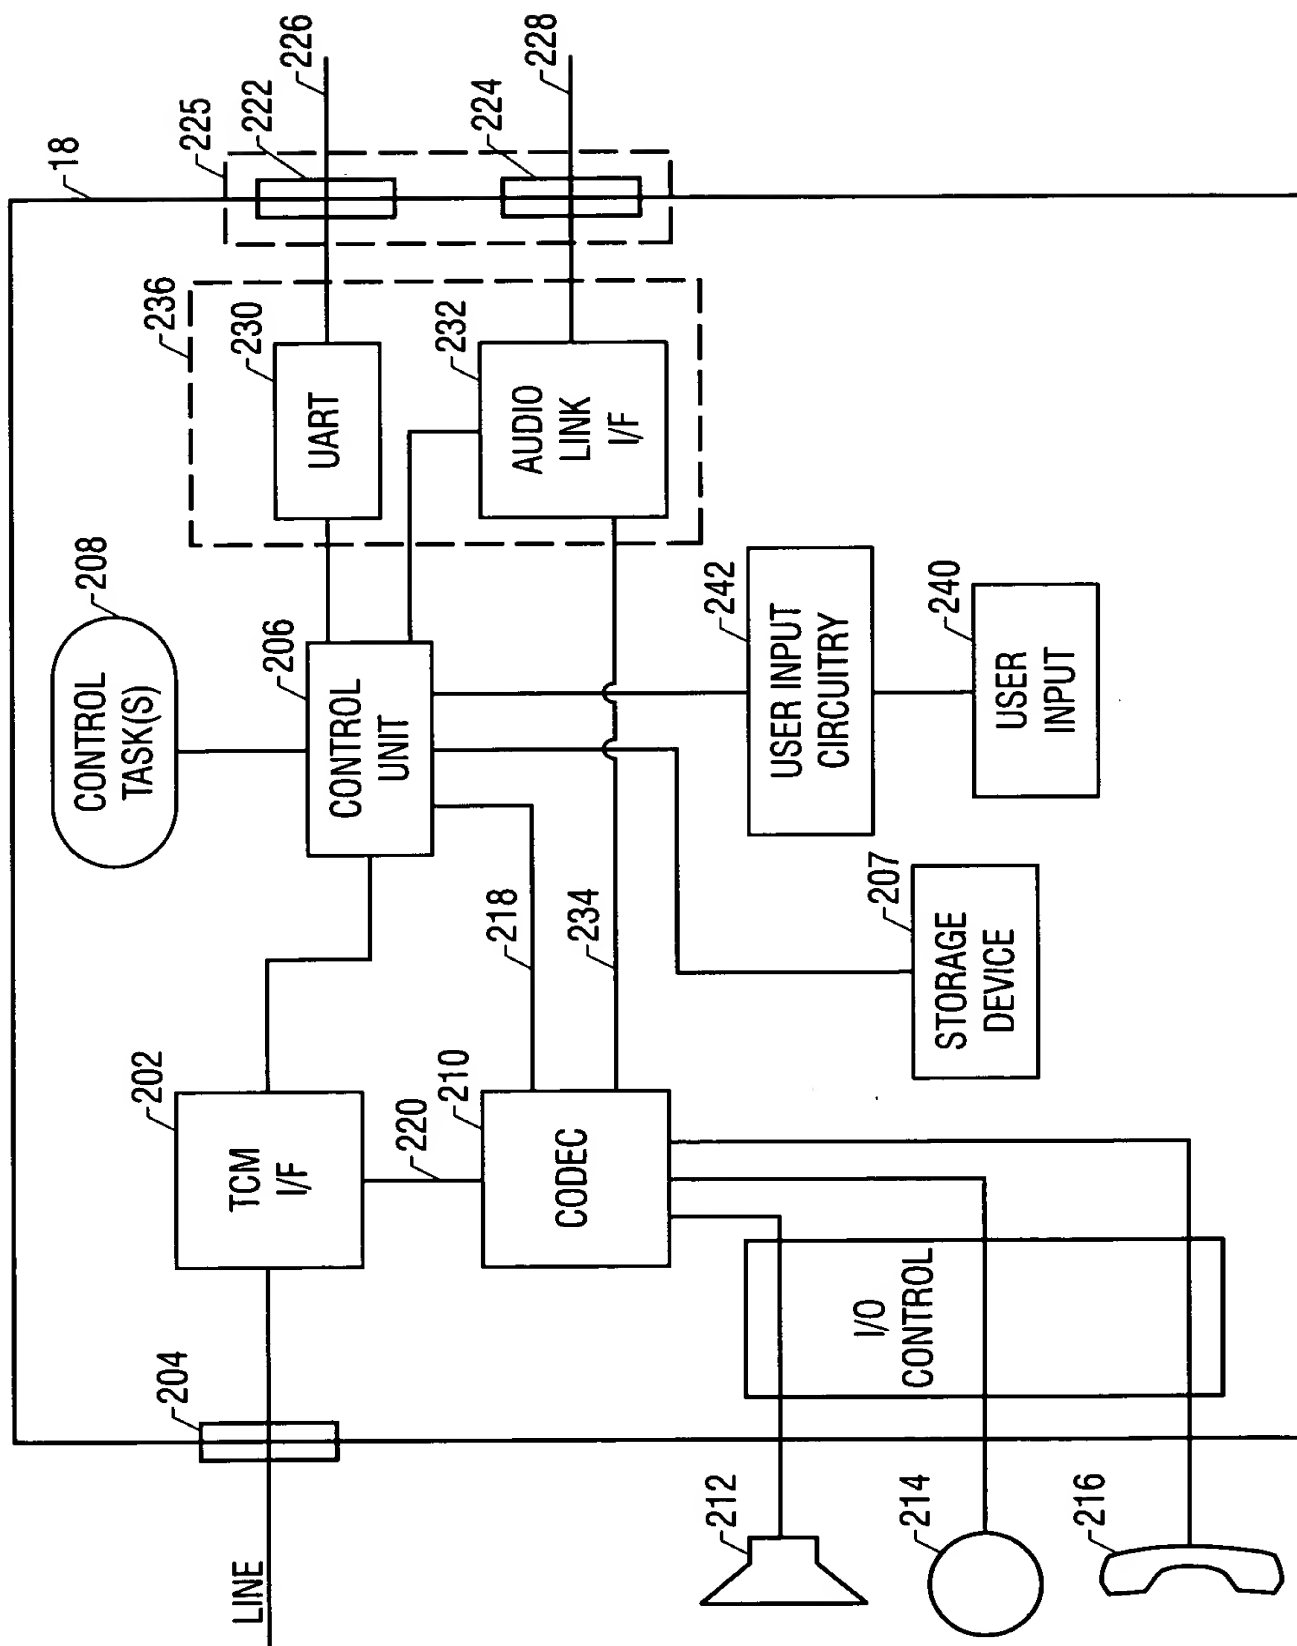 18
225
222
226
224
228
236
230
UART
232
AUDIO
LINK
I/F
208
CONTROL
TASK(S)
206
CONTROL
UNIT
242
USER INPUT
CIRCUITRY
240
USER
INPUT
207
STORAGE
DEVICE
218
234
202
TCM
I/F
220
210
CODEC
I/O
CONTROL
204
LINE
212
214
216